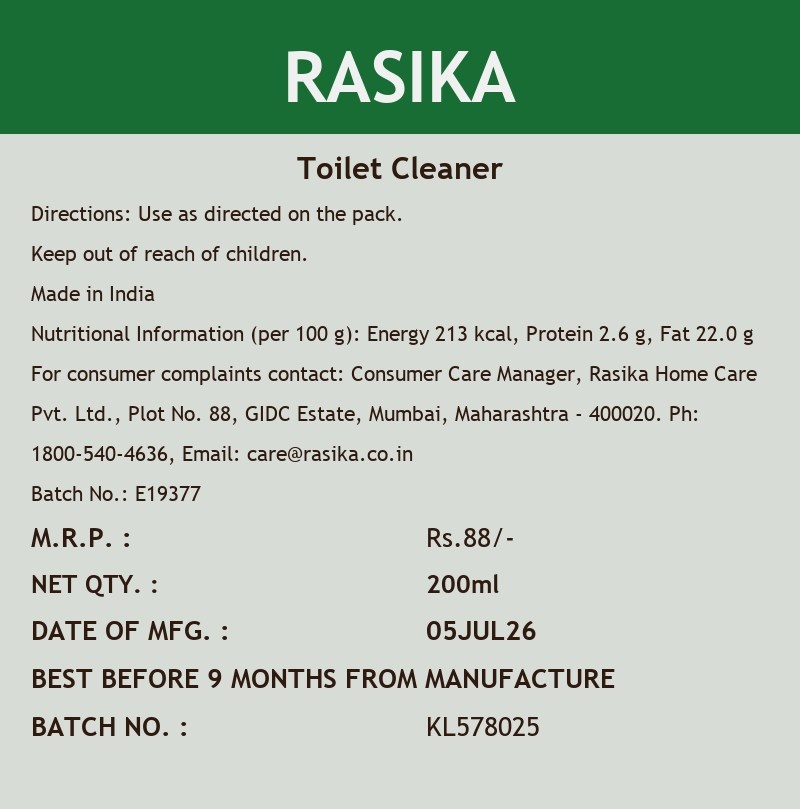 RASIKA
Toilet Cleaner
Directions: Use as directed on the pack.
Keep out of reach of children.
Made in India
Nutritional Information (per 100 g): Energy 213 kcal, Protein 2.6 g, Fat 22.0 g
For consumer complaints contact: Consumer Care Manager, Rasika Home Care
Pvt. Ltd., Plot No. 88, GIDC Estate, Mumbai, Maharashtra - 400020. Ph:
1800-540-4636, Email: care@rasika.co.in
Batch No.: E19377
M.R.P. : Rs.88/-
NET QTY. : 200ml
DATE OF MFG. : 05JUL26
BEST BEFORE 9 MONTHS FROM MANUFACTURE
BATCH NO. : KL578025